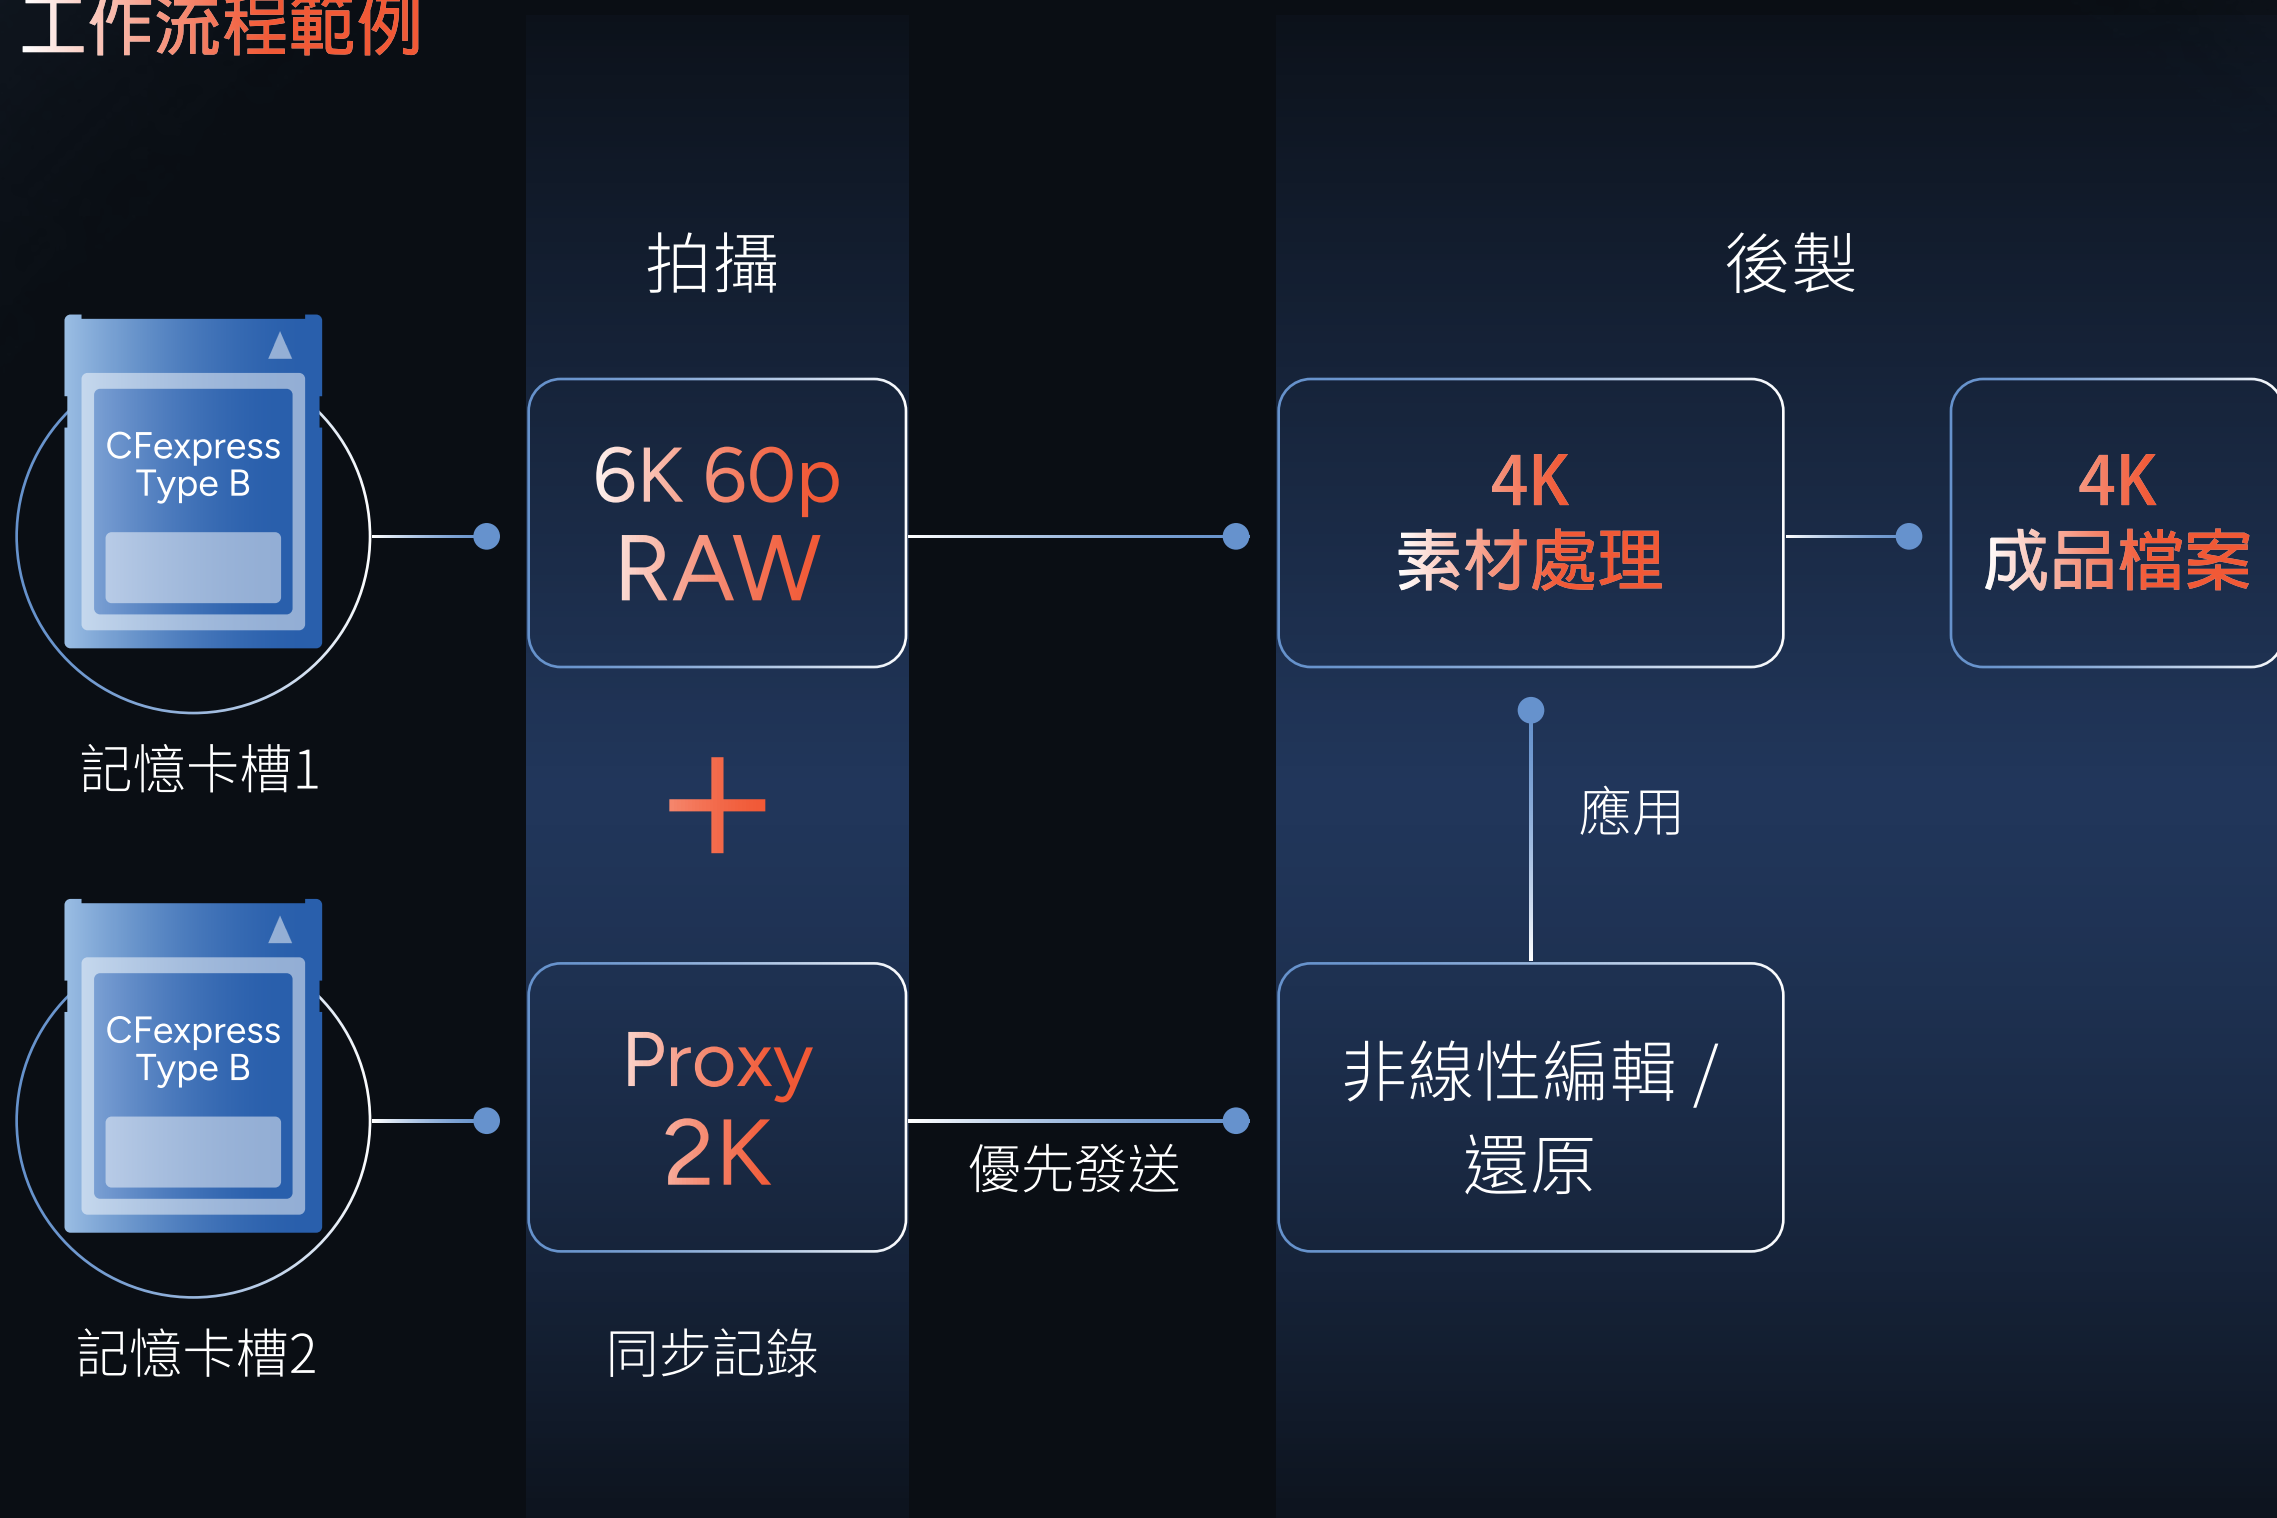 工作流程範例
拍攝
後製
CFexpress
Type B
記憶卡槽1
6K 60p
RAW
4K
素材處理
4K
成品檔案
+
應用
CFexpress
Type B
記憶卡槽2
Proxy
2K
同步記錄
優先發送
非線性編輯 /
還原